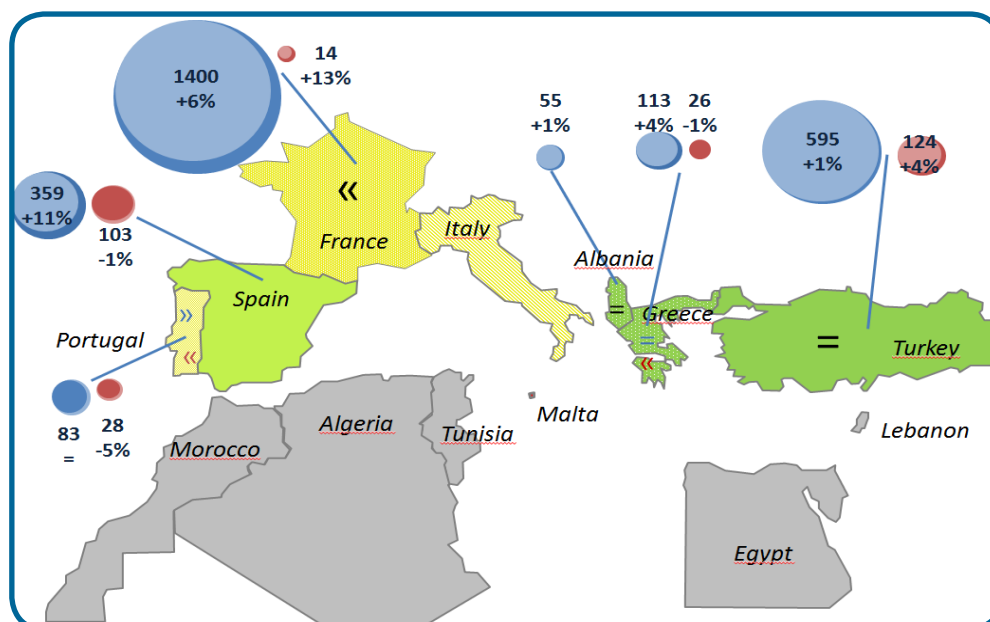 1400
+6%
14
+13%
55
+1%
113
+4%
26
-1%
595
+1%
124
+4%
359
+11%
103
-1%
«
France
Italy
Albania
Spain
=
Greece
»
=
=
Portugal
«
«
Turkey
83
=
28
-5%
Algeria
Malta
Morocco
Tunisia
Lebanon
Egypt